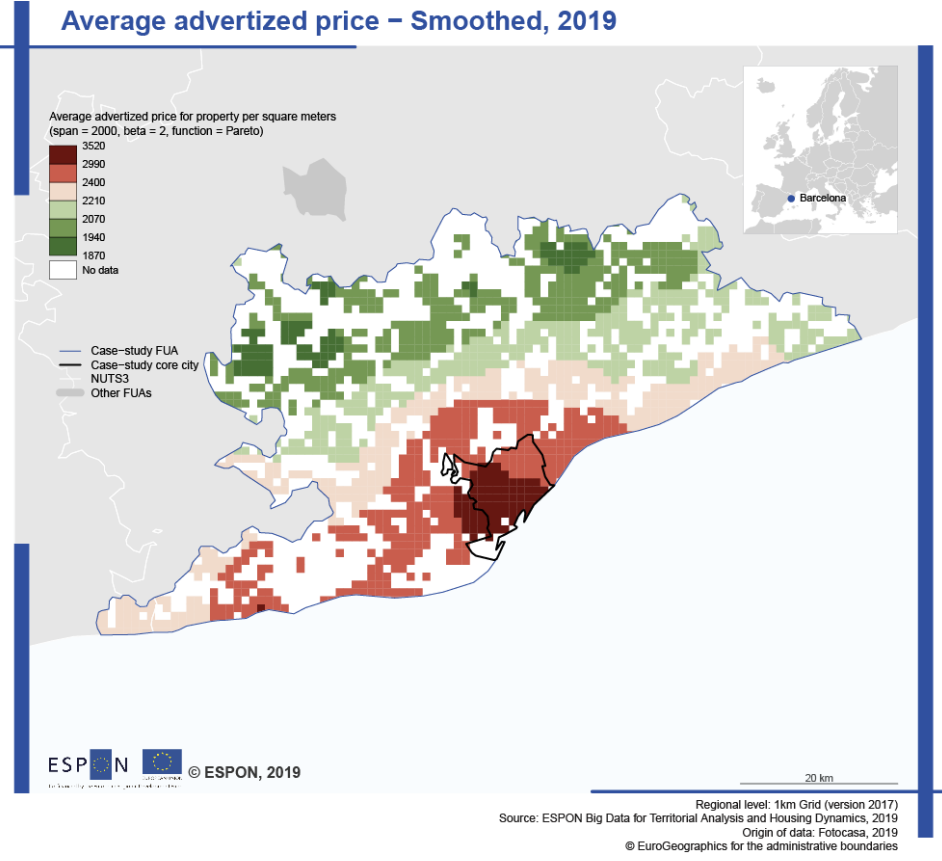 Average advertized price − Smoothed, 2019
Average advertized price for property per square meters
(span = 2000, beta = 2, function = Pareto)
3520
2990
2400
2210
2070
1940
1870
No data
Barcelona
Case−study FUA
Case−study core city
NUTS3
Other FUAs
ESPON
© ESPON, 2019
20 km
Regional level: 1km Grid (version 2017)
Source: ESPON Big Data for Territorial Analysis and Housing Dynamics, 2019
Origin of data: Fotocasa, 2019
© EuroGeographics for the administrative boundaries